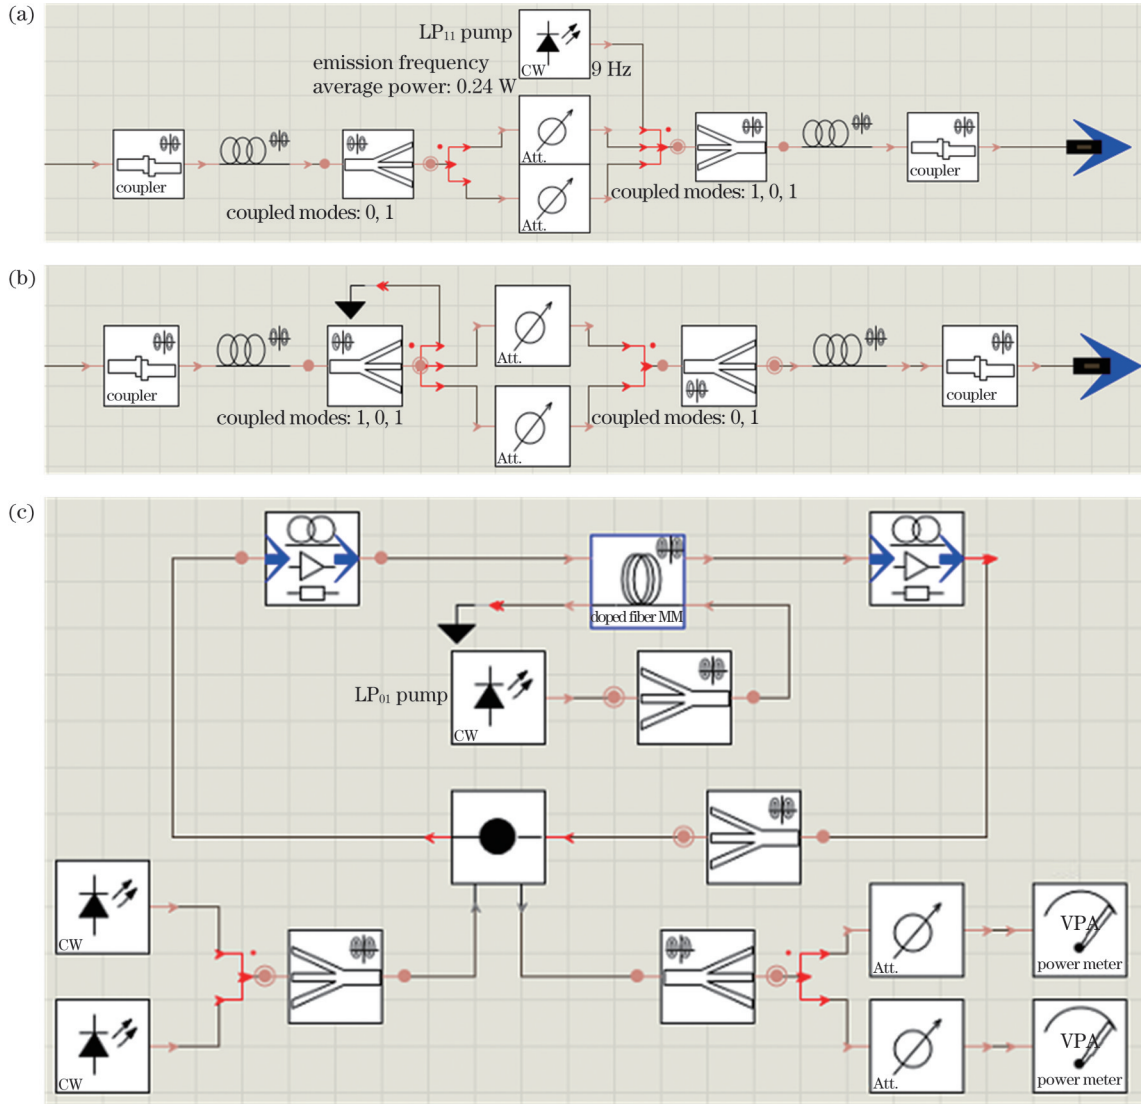 (a)
LP₁₁ pump
CW
emission frequency
9 Hz
average power: 0.24 W
Att.
coupler
coupler
Att.
coupled modes: 0, 1
coupled modes: 1, 0, 1
(b)
Att.
coupler
coupler
coupled modes: 1, 0, 1
coupled modes: 0, 1
Att.
(c)
doped fiber MM
LP₀₁ pump
CW
CW
VPA
Att.
power meter
CW
VPA
Att.
power meter